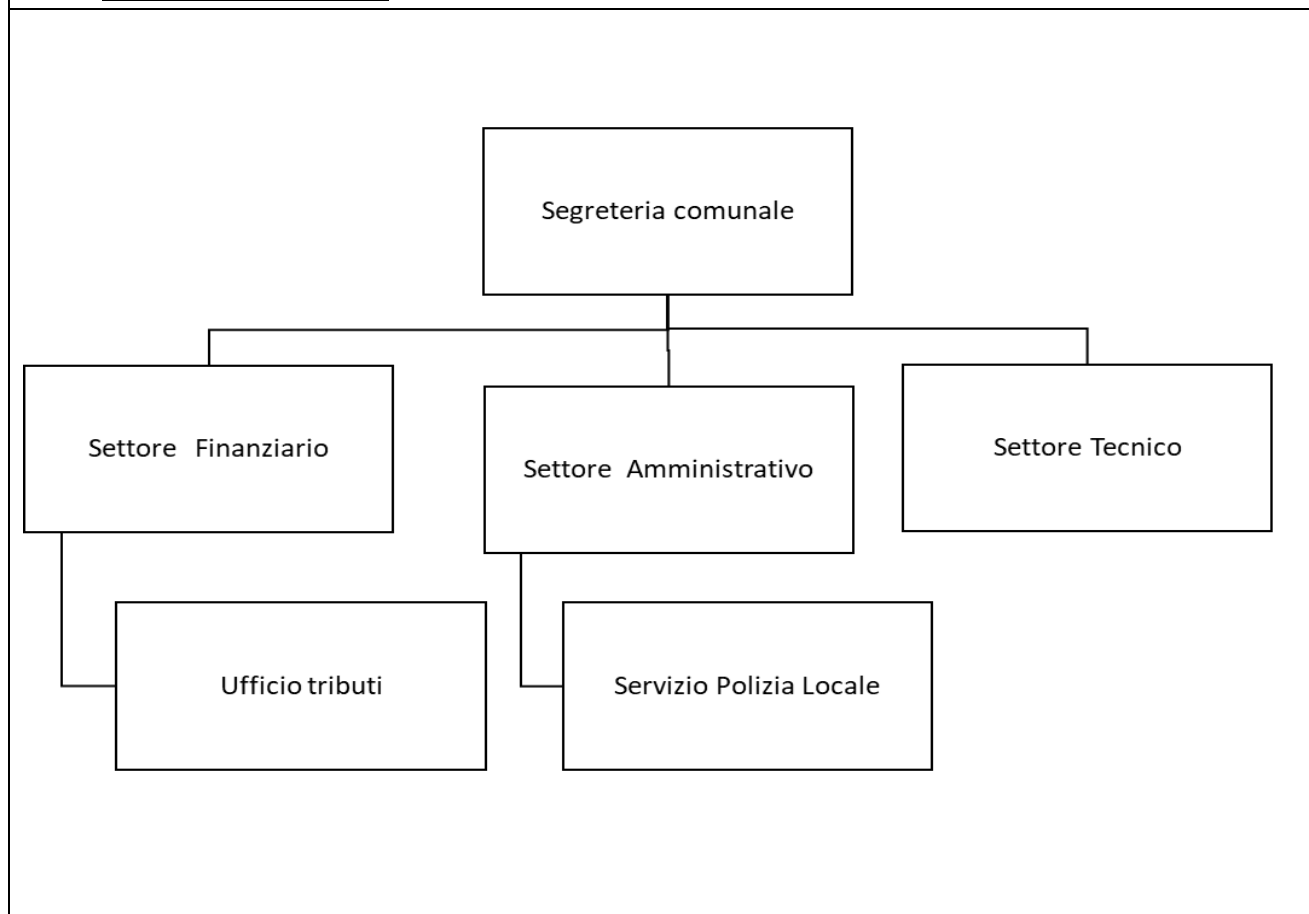 Segreteria comunale
Settore Finanziario
Settore Amministrativo
Settore Tecnico
Ufficio tributi
Servizio Polizia Locale